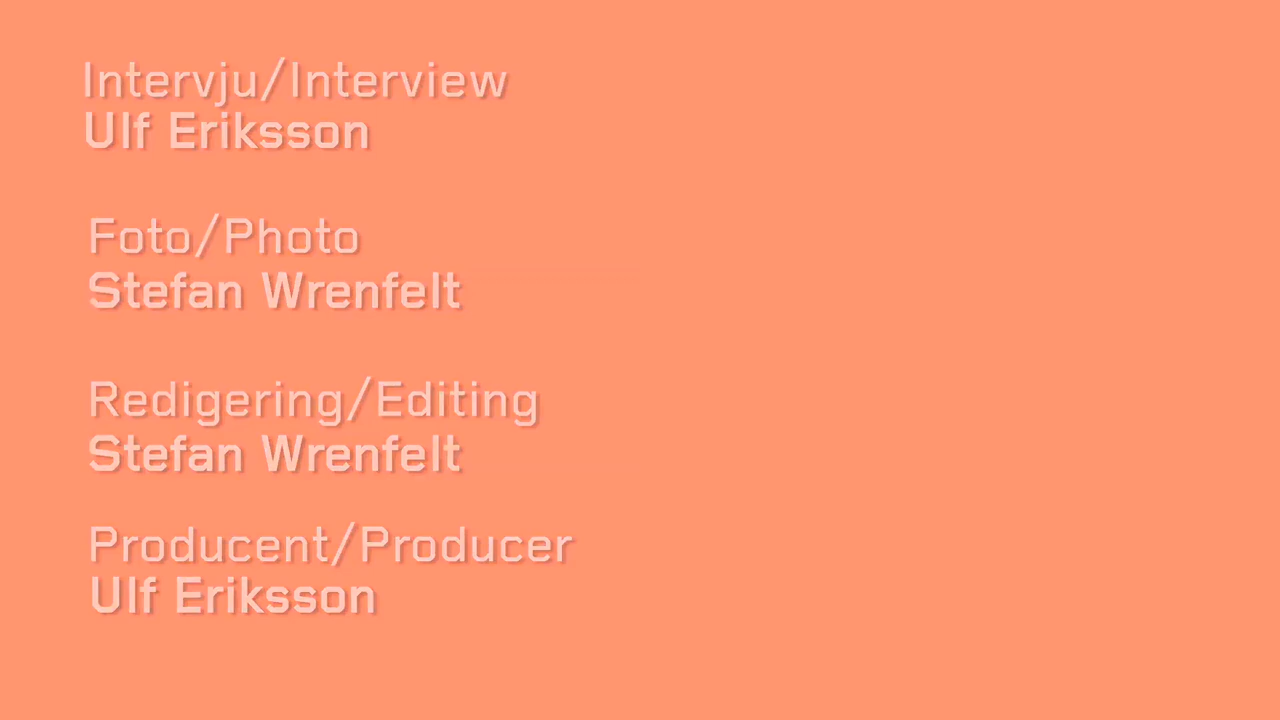 Intervju/Interview
Ulf Eriksson
Foto/Photo
Stefan Wrenfelt
Redigering/Editing
Stefan Wrenfelt
Producent/Producer
Ulf Eriksson